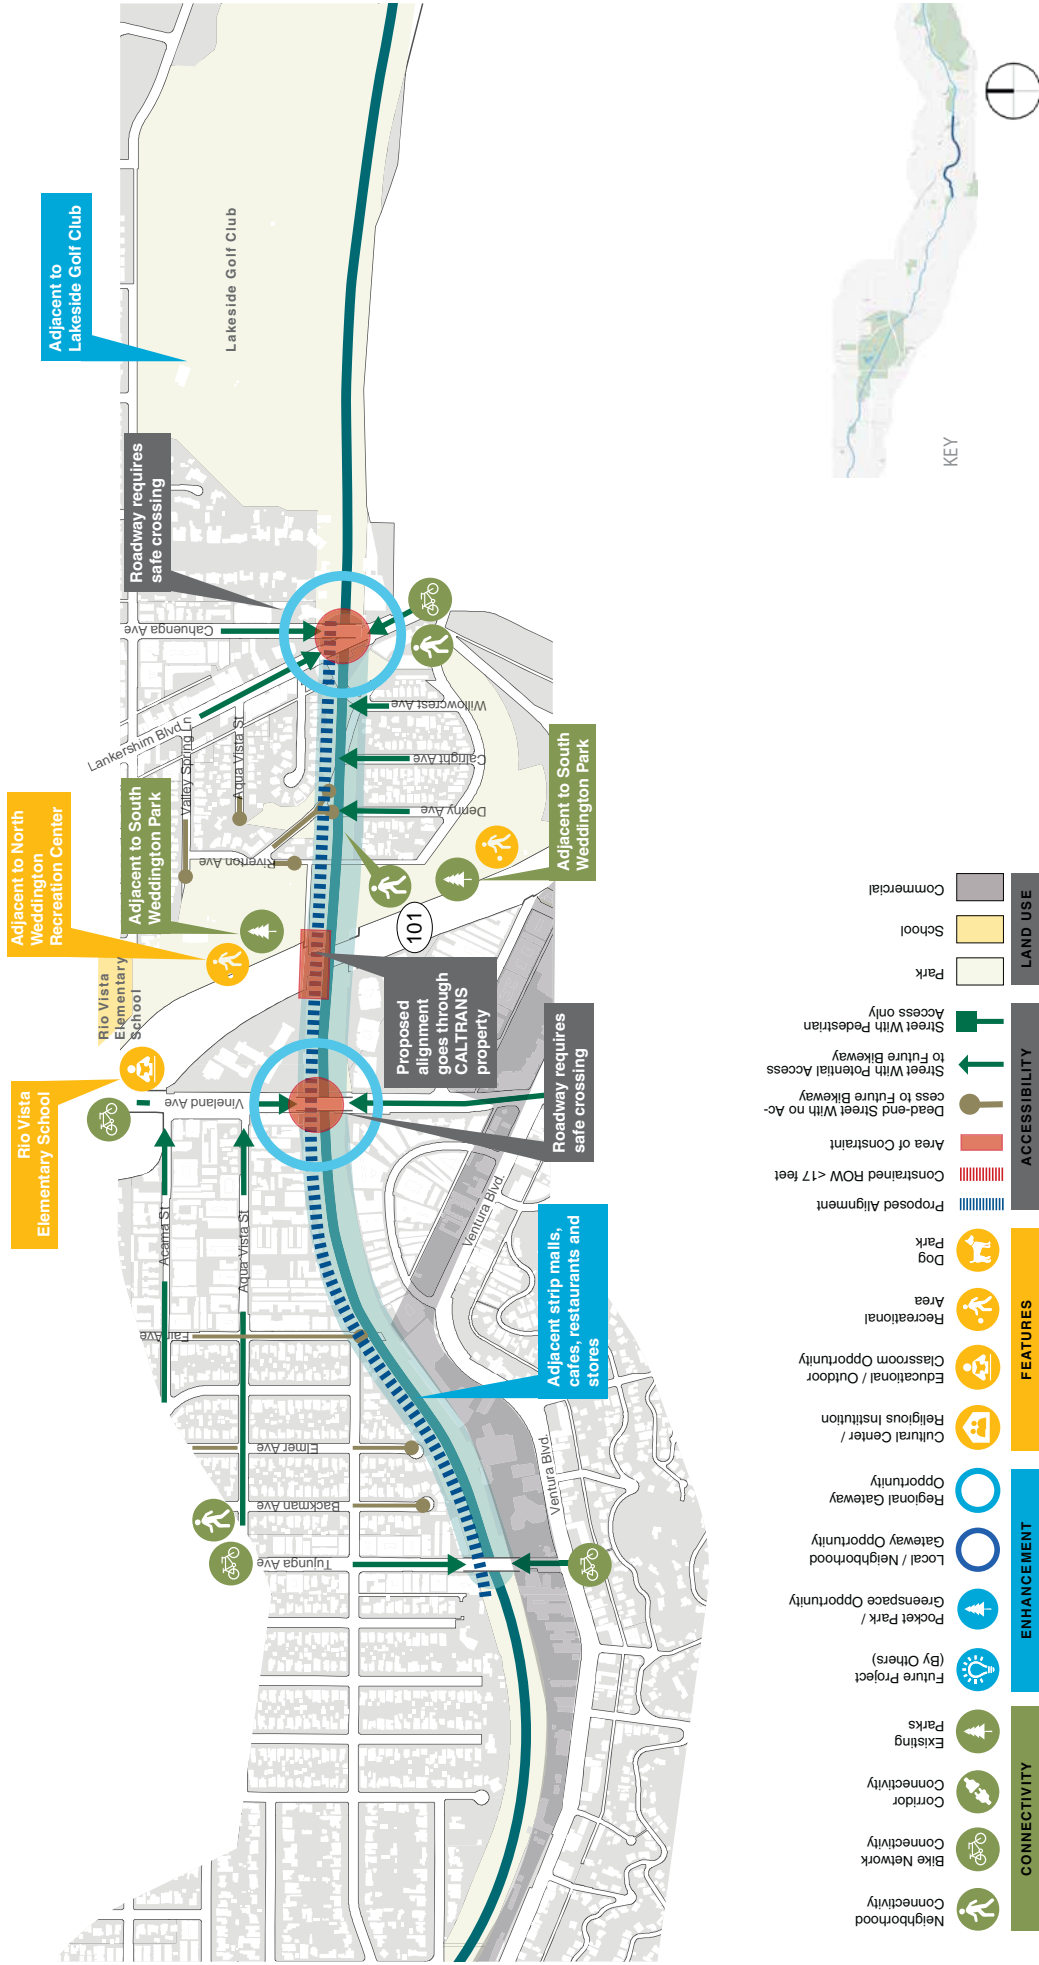 Adjacent to
Lakeside Golf Club
Lakeside Golf Club
Roadway requires
safe crossing
Cahuenga Ave
Lankershim Blvd
Valley Spring Ln
Aqua Vista St
Willowcrest Ave
Calright Ave
Denny Ave
Riverton Ave
Adjacent to North
Weddington
Recreation Center
Adjacent to South
Weddington Park
Adjacent to South
Weddington Park
101
Rio Vista
Elementary
School
Rio Vista
Elementary School
Proposed
alignment
goes through
CALTRANS
property
Roadway requires
safe crossing
Vineland Ave
Acama St
Aqua Vista St
Ventura Blvd.
Fair Ave
Elmer Ave
Backman Ave
Tujunga Ave
Ventura Blvd.
Adjacent strip malls,
cafes, restaurants and
stores
KEY
CONNECTIVITY
Neighborhood
Connectivity
Bike Network
Connectivity
Corridor
Connectivity
Existing
Parks
ENHANCEMENT
Future Project
(By Others)
Pocket Park /
Greenspace Opportunity
Local / Neighborhood
Gateway Opportunity
Regional Gateway
Opportunity
FEATURES
Cultural Center /
Religious Institution
Educational / Outdoor
Classroom Opportunity
Recreational
Area
Dog
Park
ACCESSIBILITY
Proposed Alignment
Constrained ROW <17 feet
Area of Constraint
Dead-end Street With no Ac-
cess to Future Bikeway
Street With Potential Access
to Future Bikeway
Street With Pedestrian
Access only
LAND USE
Park
School
Commercial